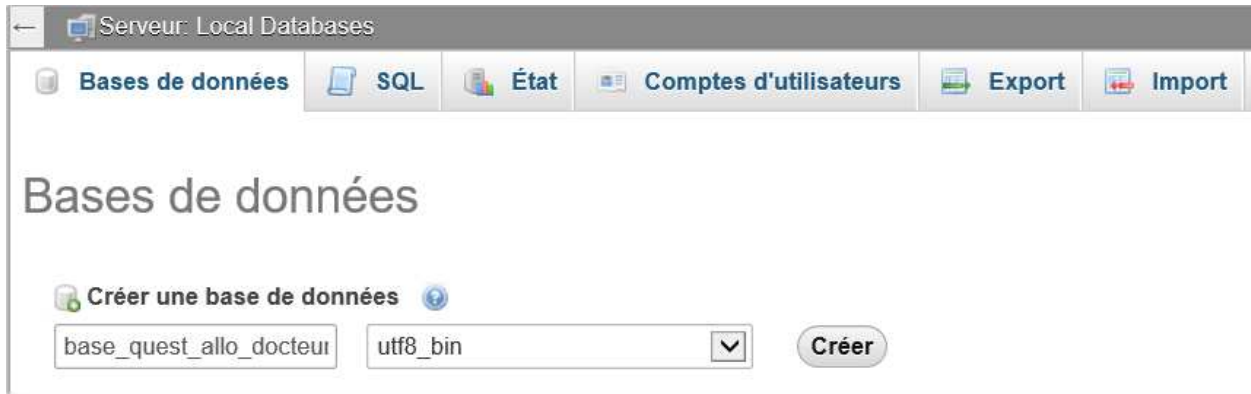 ← Serveur: Local Databases
Bases de données SQL État Comptes d'utilisateurs Export Import
Bases de données
Créer une base de données
base_quest_allo_docteur utf8_bin Créer